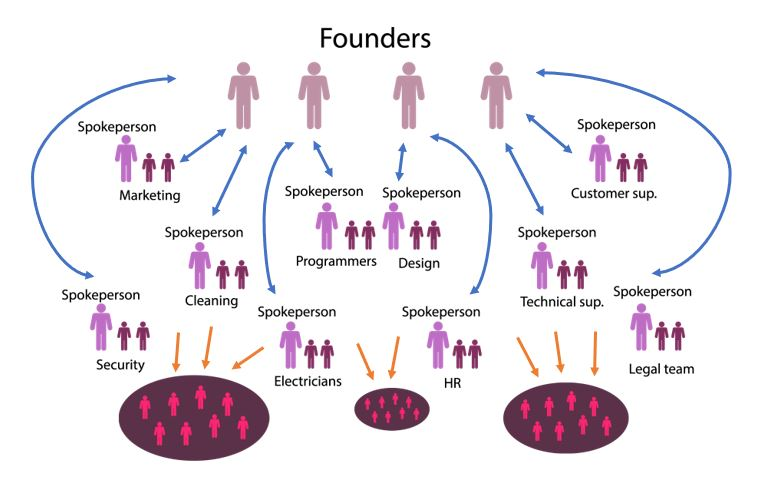 Founders
Spokeperson
Marketing
Spokeperson
Customer sup.
Spokeperson
Programmers
Spokeperson
Design
Spokeperson
Cleaning
Spokeperson
Technical sup.
Spokeperson
Security
Spokeperson
Electricians
Spokeperson
HR
Spokeperson
Legal team